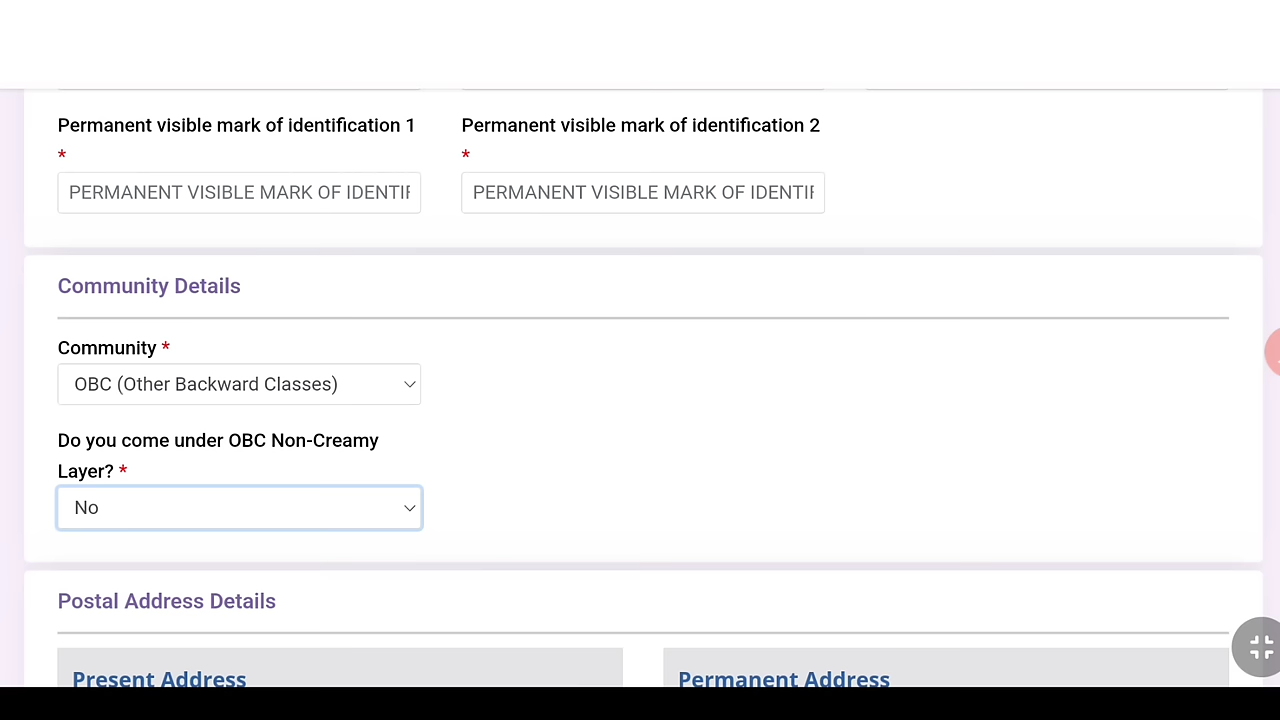 Permanent visible mark of identification 1
*
PERMANENT VISIBLE MARK OF IDENTIF
Permanent visible mark of identification 2
*
PERMANENT VISIBLE MARK OF IDENTIF
Community Details
Community *
OBC (Other Backward Classes)
Do you come under OBC Non-Creamy
Layer? *
No
Postal Address Details
Present Address
Permanent Address